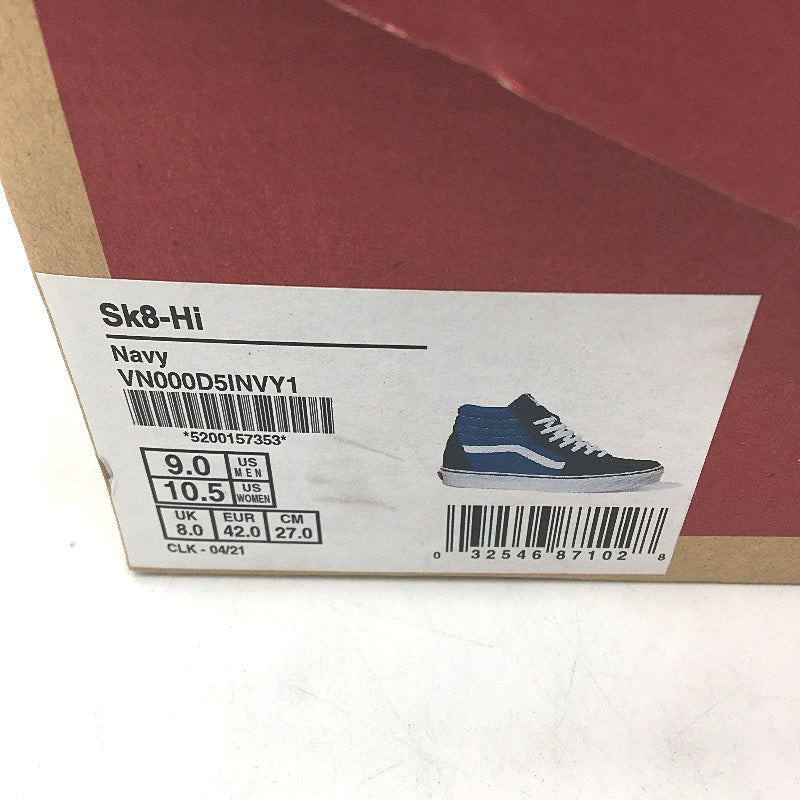 Sk8-Hi
Navy
VN000D5INVY1
*5200157353*
9.0 US MEN
10.5 US WOMEN
UK EUR CM
8.0 42.0 27.0
CLK - 04/21
0 32546 87102 8